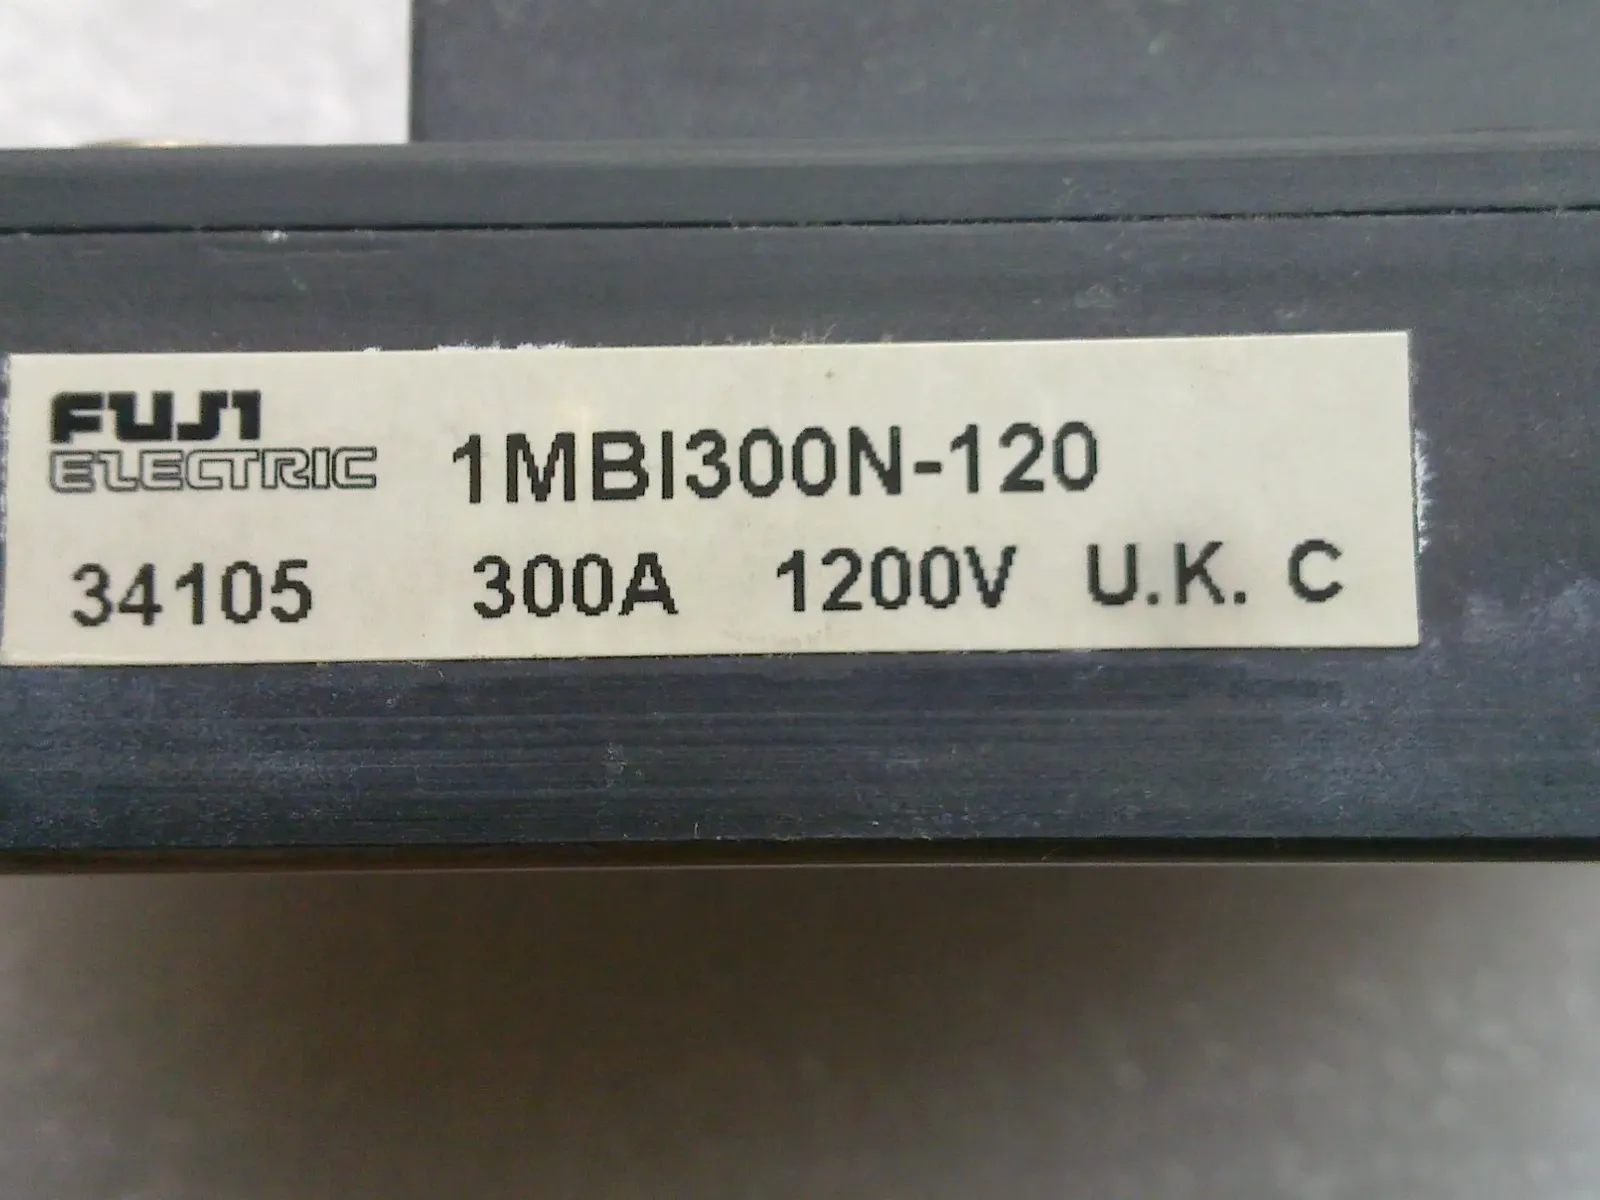 FUJI
ELECTRIC 1MBI300N-120
34105 300A 1200V U.K. C